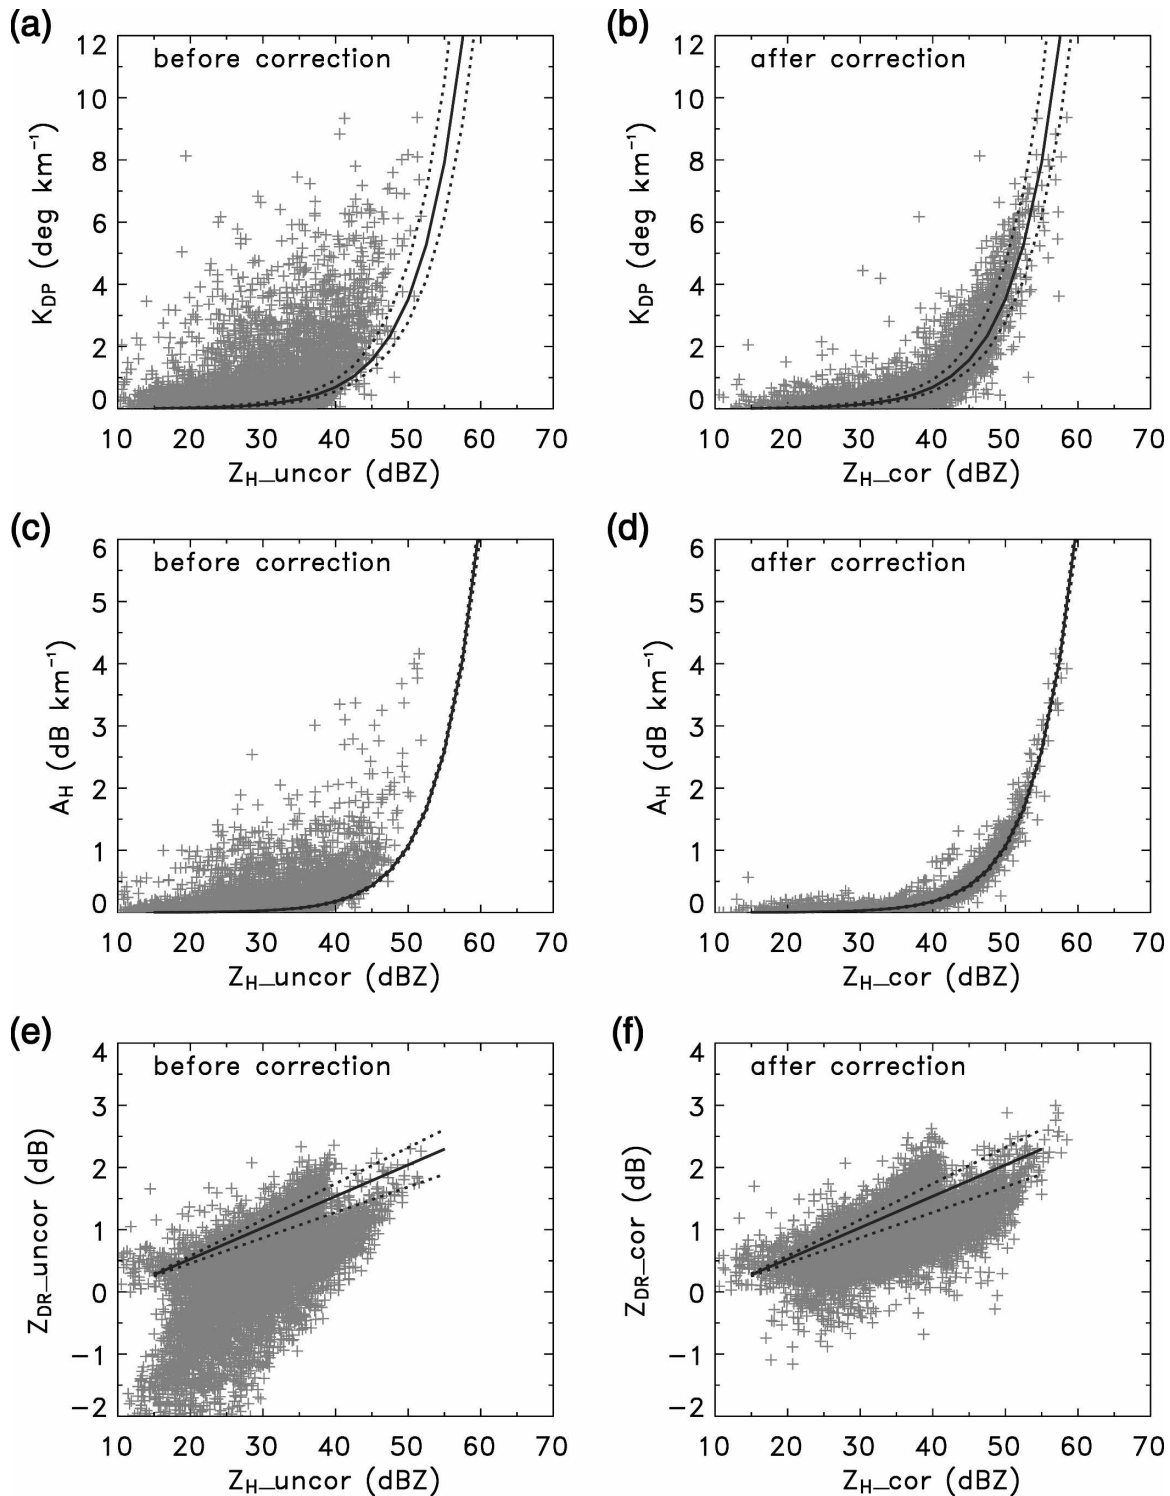 (a)
before correction
12
10
8
6
4
2
0
K_DP (deg km⁻¹)
10 20 30 40 50 60 70
Z_H_uncor (dBZ)
(b)
after correction
12
10
8
6
4
2
0
K_DP (deg km⁻¹)
10 20 30 40 50 60 70
Z_H_cor (dBZ)
(c)
before correction
6
5
4
3
2
1
0
A_H (dB km⁻¹)
10 20 30 40 50 60 70
Z_H_uncor (dBZ)
(d)
after correction
6
5
4
3
2
1
0
A_H (dB km⁻¹)
10 20 30 40 50 60 70
Z_H_cor (dBZ)
(e)
before correction
4
3
2
1
0
-1
-2
Z_DR_uncor (dB)
10 20 30 40 50 60 70
Z_H_uncor (dBZ)
(f)
after correction
4
3
2
1
0
-1
-2
Z_DR_cor (dB)
10 20 30 40 50 60 70
Z_H_cor (dBZ)